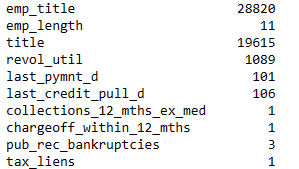 emp_title 28820
emp_length 11
title 19615
revol_util 1089
last_pymnt_d 101
last_credit_pull_d 106
collections_12_mths_ex_med 1
chargeoff_within_12_mths 1
pub_rec_bankruptcies 3
tax_liens 1